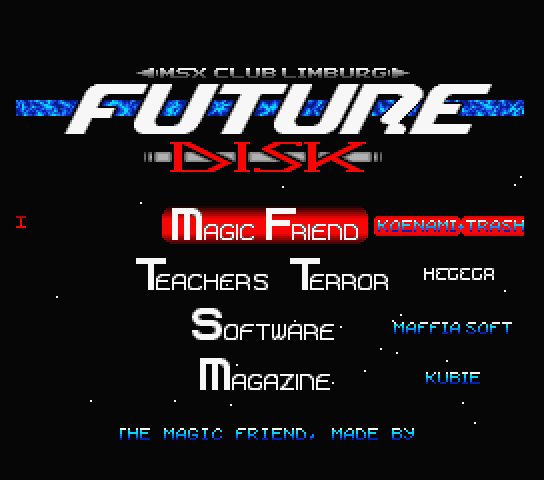 MSX CLUB LIMBURG
FUTURE
DISK
I
MAGIC FRIEND KOENAMI+TRASH
TEACHERS TERROR HEGEGA
SOFTWARE MAFFIA SOFT
MAGAZINE KUBIE
THE MAGIC FRIEND, MADE BY